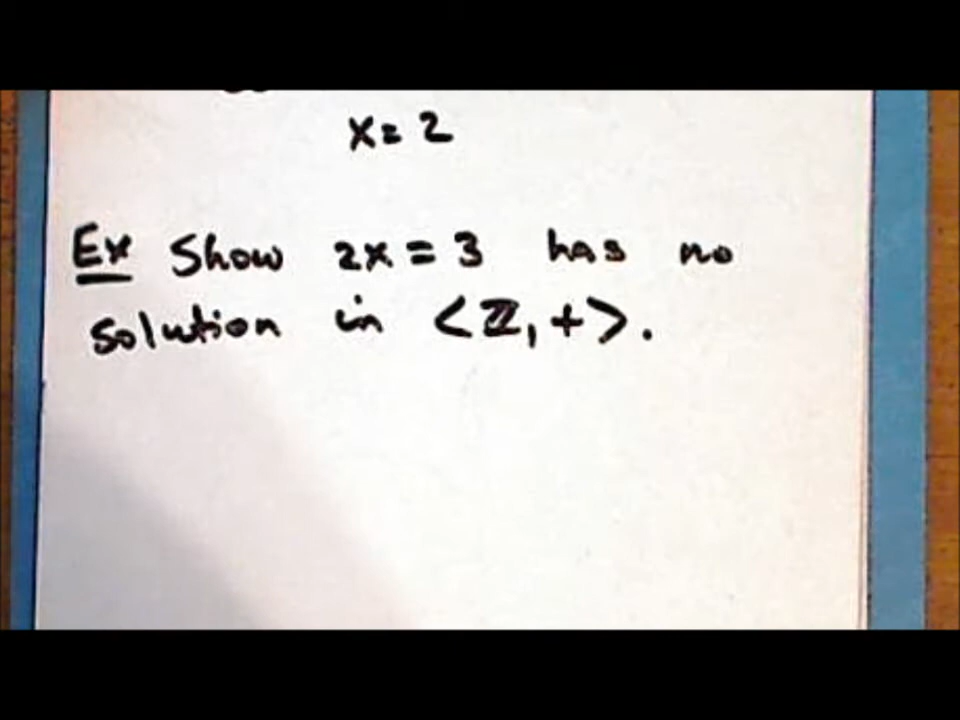 x = 2
Ex Show 2x = 3 has no
solution in <ℤ, +>.